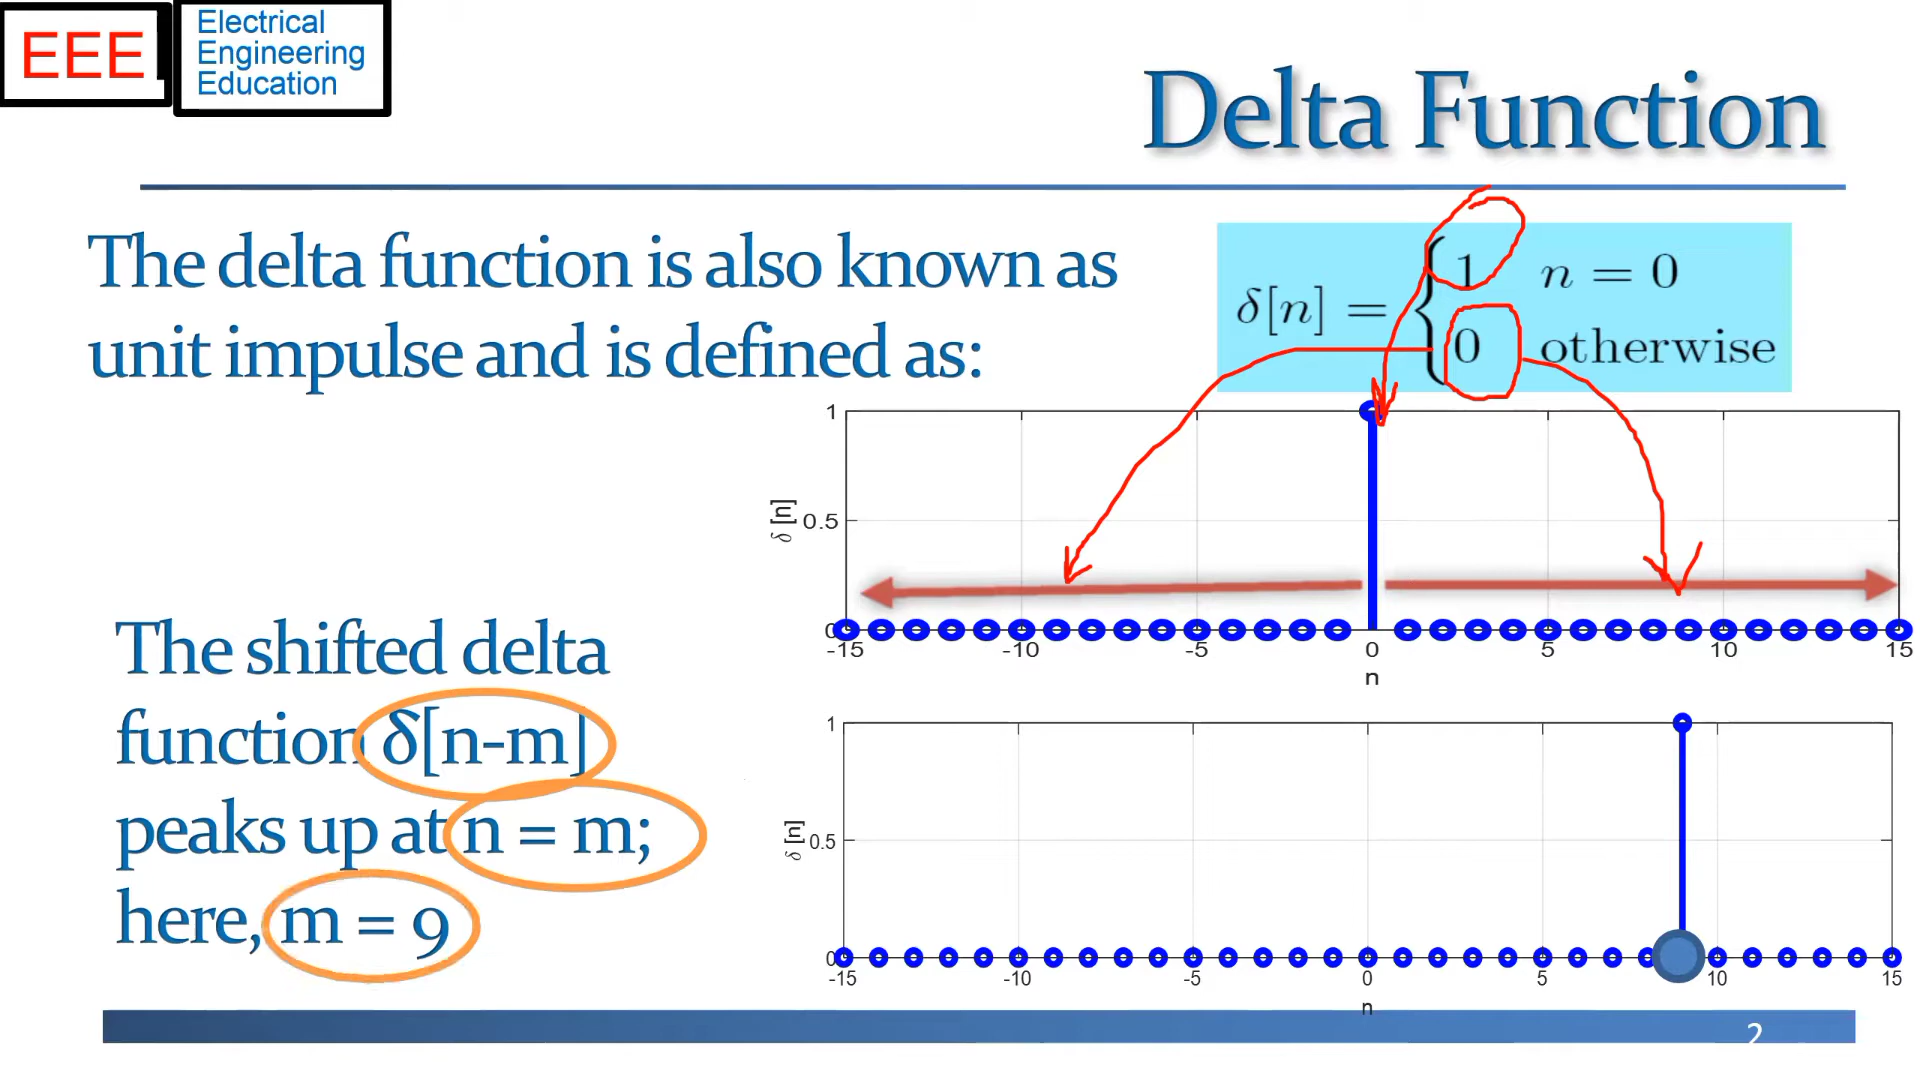 EEE
Electrical
Engineering
Education
Delta Function
The delta function is also known as
unit impulse and is defined as:
δ[n] = { 1 n = 0
0 otherwise
1
0.5
0
δ [n]
-15 -10 -5 0 5 10 15
n
The shifted delta
function δ[n-m]
peaks up at n = m;
here, m = 9
1
0.5
0
δ [n]
-15 -10 -5 0 5 10 15
n
2